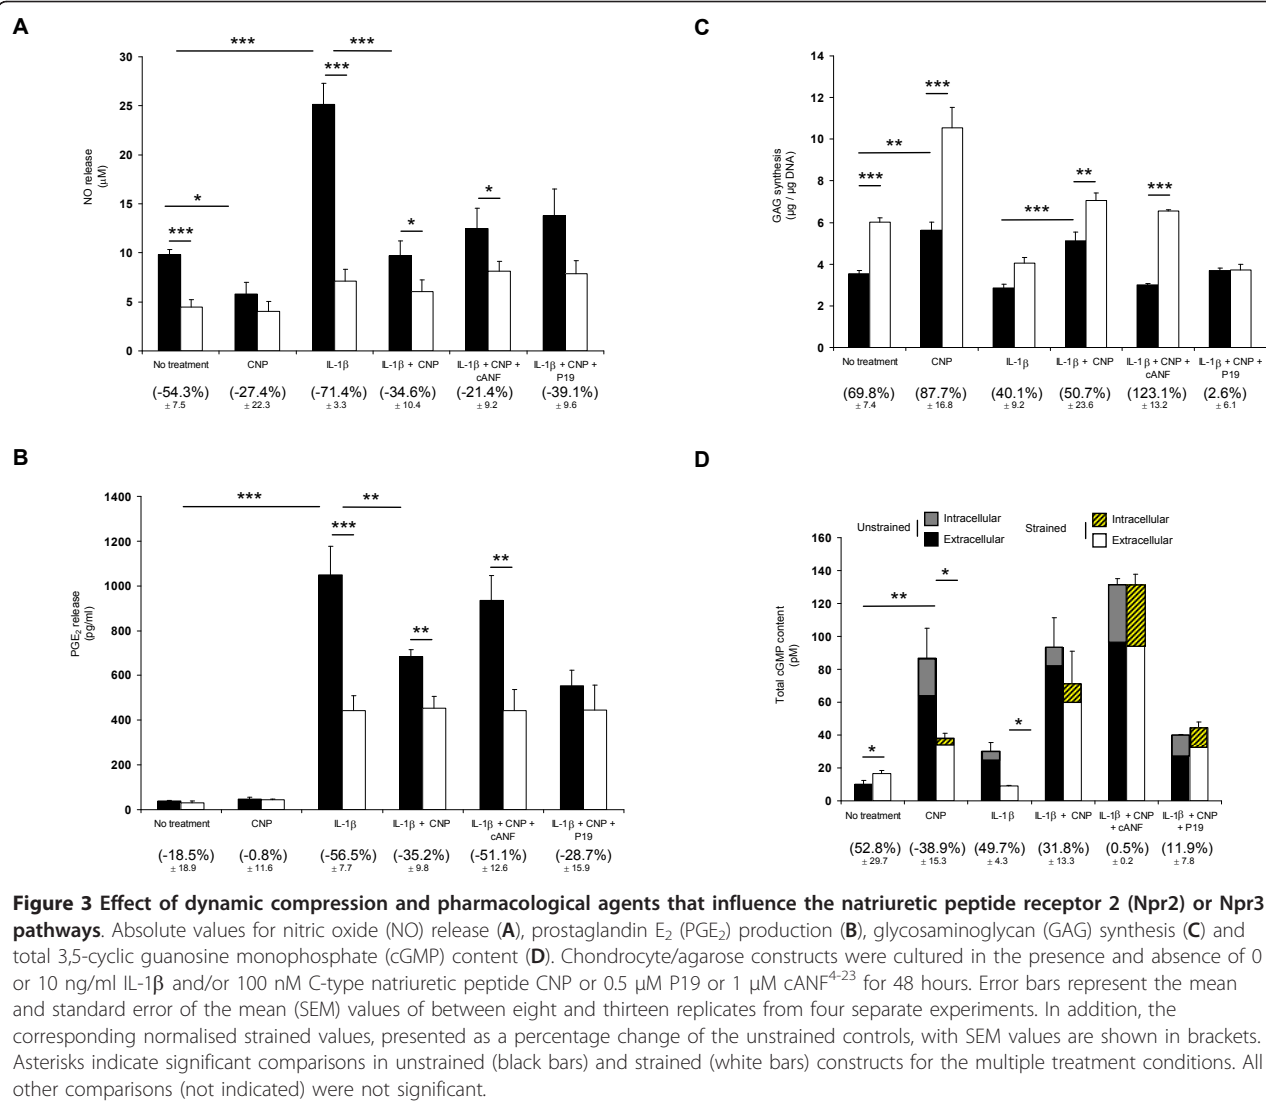 A
***
***
***
*
***
*
*
30
25
20
15
10
5
0
NO release
(µM)
No treatment
CNP
IL-1β
IL-1β + CNP
IL-1β + CNP +
cANF
IL-1β + CNP +
P19
(-54.3%)
(-27.4%)
(-71.4%)
(-34.6%)
(-21.4%)
(-39.1%)
± 7.5
± 22.3
± 3.3
± 10.4
± 9.2
± 9.6
B
***
**
***
**
**
1400
1200
1000
800
600
400
200
0
PGE2 release
(pg/ml)
No treatment
CNP
IL-1β
IL-1β + CNP
IL-1β + CNP +
cANF
IL-1β + CNP +
P19
(-18.5%)
(-0.8%)
(-56.5%)
(-35.2%)
(-51.1%)
(-28.7%)
± 18.9
± 11.6
± 7.7
± 9.8
± 12.6
± 15.9
C
***
**
***
***
**
***
14
12
10
8
6
4
2
0
GAG synthesis
(µg / µg DNA)
No treatment
CNP
IL-1β
IL-1β + CNP
IL-1β + CNP +
cANF
IL-1β + CNP +
P19
(69.8%)
(87.7%)
(40.1%)
(50.7%)
(123.1%)
(2.6%)
± 7.4
± 16.8
± 9.2
± 23.6
± 13.2
± 6.1
D
Unstrained
Intracellular
Extracellular
Strained
Intracellular
Extracellular
*
**
*
*
160
140
120
100
80
60
40
20
0
Total cGMP content
(pM)
No treatment
CNP
IL-1β
IL-1β + CNP
IL-1β + CNP
+ cANF
IL-1β + CNP
+ P19
(52.8%)
(-38.9%)
(49.7%)
(31.8%)
(0.5%)
(11.9%)
± 29.7
± 15.3
± 4.3
± 13.3
± 0.2
± 7.8
Figure 3 Effect of dynamic compression and pharmacological agents that influence the natriuretic peptide receptor 2 (Npr2) or Npr3
pathways. Absolute values for nitric oxide (NO) release (A), prostaglandin E2 (PGE2) production (B), glycosaminoglycan (GAG) synthesis (C) and
total 3,5-cyclic guanosine monophosphate (cGMP) content (D). Chondrocyte/agarose constructs were cultured in the presence and absence of 0
or 10 ng/ml IL-1β and/or 100 nM C-type natriuretic peptide CNP or 0.5 µM P19 or 1 µM cANF4-23 for 48 hours. Error bars represent the mean
and standard error of the mean (SEM) values of between eight and thirteen replicates from four separate experiments. In addition, the
corresponding normalised strained values, presented as a percentage change of the unstrained controls, with SEM values are shown in brackets.
Asterisks indicate significant comparisons in unstrained (black bars) and strained (white bars) constructs for the multiple treatment conditions. All
other comparisons (not indicated) were not significant.